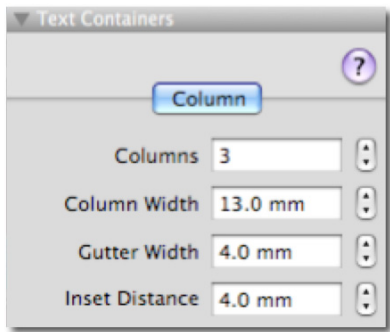 Text Containers
?
Column
Columns 3
Column Width 13.0 mm
Gutter Width 4.0 mm
Inset Distance 4.0 mm